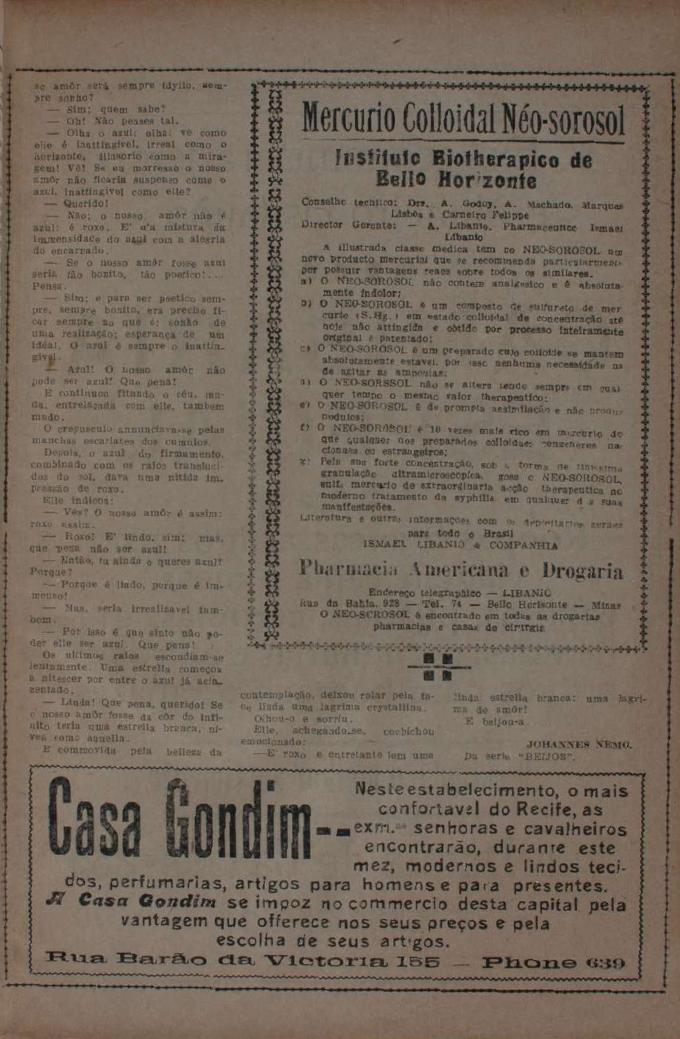 se amôr será sempre idyllo, sem-
pre sonho?
— Sim; quem sabe?
— Oh! Não penses tal.
— Olha o azul; olha; vê como
elle é inattingivel, irreal como o
horizonte, illusorio como a mira-
gem! Vê! Se eu morresse o nosso
amôr não ficaria suspenso como o
azul, inattingivel como elle?
— Querido!
— Não; o nosso amôr não é
azul: é roxo. E' u'a mistura da
immensidade do azul com a alegria
do encarnado.
— Se o nosso amôr fosse azul
seria tão bonito, tão poetico!...
Pensa.
— Sim; e para ser poetico sem-
pre, sempre bonito, era preciso fi-
car sempre no que é: sonho de
uma realização; esperança de um
idéal. O azul é sempre o inattin-
givel.
— Azul! O nosso amôr não
pode ser azul! Que pena!
E continuou fitando o céu, mu-
da, entrelaçada com elle, tambem
mudo.
O crepusculo annunciava-se pelas
manchas escarlates dos cumulos.
Depois, o azul do firmamento,
combinado com os raios translúci-
dos do sol, dava uma nitida im-
pressão de roxo.
Elle indicou:
— Vês? O nosso amôr é assim:
roxo assim.
— Roxo! E' lindo, sim; mas,
que pena não ser azul!
— Então, tu ainda o queres azul?
Porque?
— Porque é lindo, porque é im-
menso!
— Mas, seria irrealizavel tam-
bem.
— Por isso é que sinto não po-
der elle ser azul. Que pena!
Os ultimos raios escondiam-se
lentamente. Uma estrella começou
a nitescer por entre o azul já acin-
zentado.
— Linda! Que pena, querido! Se
o nosso amôr fosse da côr do infi-
nito teria uma estrella branca, ni-
vea como aquella.
E commovida pela belleza da
contemplação, deixou rolar pela fa-
ce linda uma lagrima crystallina.
Olhou-o e sorriu.
Elle, achegando-se, cochichou
emocionado:
—E' roxo e entretanto tem uma
linda estrella branca: uma lagri-
ma de amôr!
E beijou-a.
JOHANNES NEMO.
Da serie "BEIJOS".
Mercurio Colloidal Néo-sorosol
Instituto Biotherapico de
Bello Horizonte
Conselho technico: Drs. A. Godoy, A. Machado, Marques
Lisbôa e Carneiro Felippe
Director Gerente: — A. Libanio, Pharmaceutico Ismael
Libanio
A illustrada classe medica tem no NEO-SOROSOL um
novo producto mercurial que se recommenda particularmente
por possuir vantagens reaes sobre todos os similares.
a) O NEO-SOROSOL não contem analgesico e é absoluta-
mente indolor;
b) O NEO-SOROSOL é um composto de sulfureto de mer
curio (S.Hg.) em estado colloidal de concentração até
hoje não attingida e obtido por processo inteiramente
original e patenteado;
c) O NEO-SOROSOL é um preparado cujo colloide se mantem
absolutamente estavel, por isso nenhuma necessidade ha
de agitar as ampoulas;
d) O NEO-SORSSOL não se altera tendo sempre em qual
quer tempo o mesmo valor therapeutico;
e) O NEO-SOROSOL é de prompta assimilação e não produz
nodulos;
f) O NEO-SOROSOL é 10 vezes mais rico em mercurio do
que qualquer dos preparados colloidaes congeneres na-
cionaes ou estrangeiros;
g) Pela sua forte concentração, sob a forma de finissima
granulação ultramicroscopica, gosa o NEO-SOROSOL,
sulf. mercurio de extraordinaria acção therapeutica no
moderno tratamento da syphilis em qualquer de suas
manifestações.
Literatura e outras informações com os depositarios geraes
para todo o Brasil
ISMAEL LIBANIO & COMPANHIA
Pharmacia Americana e Drogaria
Endereço telegraphico — LIBANIO
Rua da Bahia, 928 — Tel. 74 — Bello Horisonte — Minas
O NEO-SOROSOL é encontrado em todas as drogarias
pharmacias e casas de cirurgia
Casa Gondim--
Neste estabelecimento, o mais
confortavel do Recife, as
exm.as senhoras e cavalheiros
encontrarão, durante este
mez, modernos e lindos teci-
dos, perfumarias, artigos para homens e para presentes.
A Casa Gondim se impoz no commercio desta capital pela
vantagem que offerece nos seus preços e pela
escolha de seus artigos.
Rua Barão da Victoria 155 — Phone 639